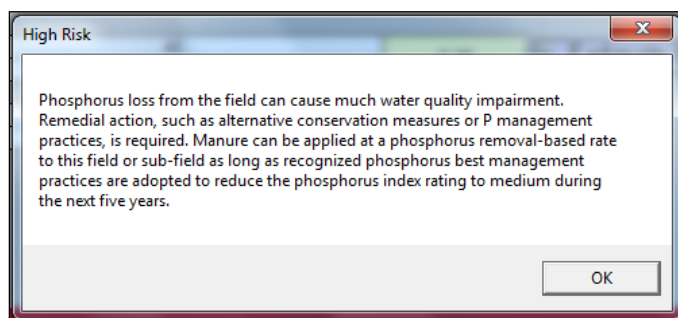 High Risk
Phosphorus loss from the field can cause much water quality impairment.
Remedial action, such as alternative conservation measures or P management
practices, is required. Manure can be applied at a phosphorus removal-based rate
to this field or sub-field as long as recognized phosphorus best management
practices are adopted to reduce the phosphorus index rating to medium during
the next five years.
OK